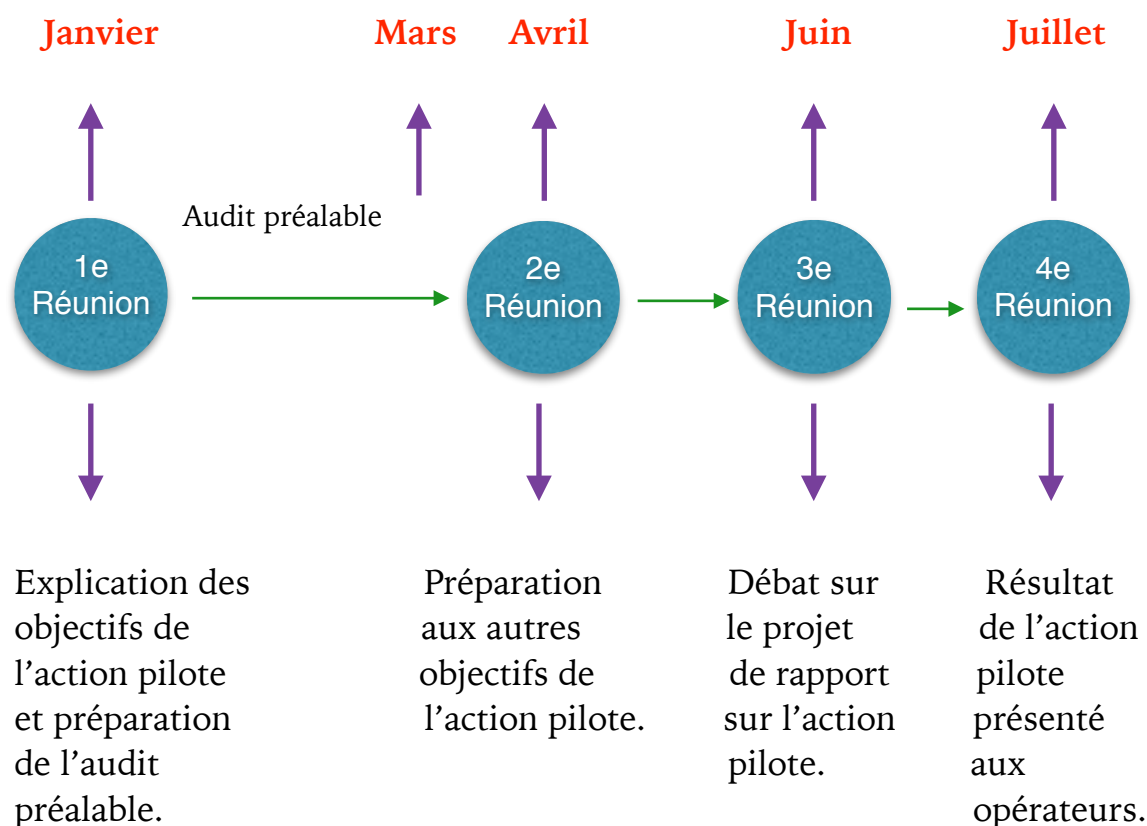 Janvier
Mars
Avril
Juin
Juillet
Audit préalable
1e
Réunion
2e
Réunion
3e
Réunion
4e
Réunion
Explication des
objectifs de
l’action pilote
et préparation
de l’audit
préalable.
Préparation
aux autres
objectifs de
l’action pilote.
Débat sur
le projet
de rapport
sur l’action
pilote.
Résultat
de l’action
pilote
présenté
aux
opérateurs.